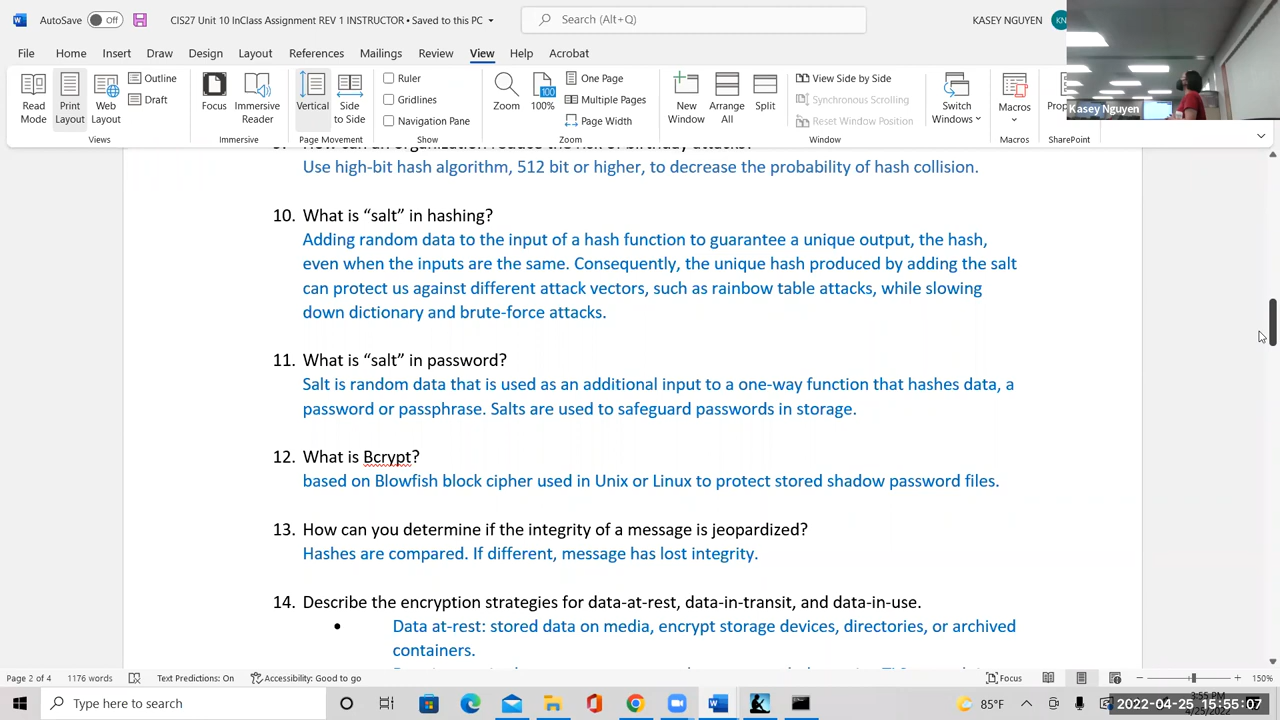 AutoSave Off CIS27 Unit 10 InClass Assignment REV 1 INSTRUCTOR • Saved to this PC Search (Alt+Q) KASEY NGUYEN KN
File Home Insert Draw Design Layout References Mailings Review View Help Acrobat
Kasey Nguyen
Read Mode
Print Layout
Web Layout
Outline
Draft
Views
Focus
Immersive Reader
Immersive
Vertical
Side to Side
Page Movement
Ruler
Gridlines
Navigation Pane
Show
Zoom
100
100%
One Page
Multiple Pages
Page Width
Zoom
New Window
Arrange All
Split
View Side by Side
Synchronous Scrolling
Reset Window Position
Window
Switch Windows
Macros
Macros
SharePoint
Use high-bit hash algorithm, 512 bit or higher, to decrease the probability of hash collision.
10. What is “salt” in hashing?
Adding random data to the input of a hash function to guarantee a unique output, the hash,
even when the inputs are the same. Consequently, the unique hash produced by adding the salt
can protect us against different attack vectors, such as rainbow table attacks, while slowing
down dictionary and brute-force attacks.
11. What is “salt” in password?
Salt is random data that is used as an additional input to a one-way function that hashes data, a
password or passphrase. Salts are used to safeguard passwords in storage.
12. What is Bcrypt?
based on Blowfish block cipher used in Unix or Linux to protect stored shadow password files.
13. How can you determine if the integrity of a message is jeopardized?
Hashes are compared. If different, message has lost integrity.
14. Describe the encryption strategies for data-at-rest, data-in-transit, and data-in-use.
• Data at-rest: stored data on media, encrypt storage devices, directories, or archived
containers.
Page 2 of 4 1176 words Text Predictions: On Accessibility: Good to go Focus 150%
Type here to search 85°F 3:55 PM
2022-04-25 15:55:07
4/25/2022